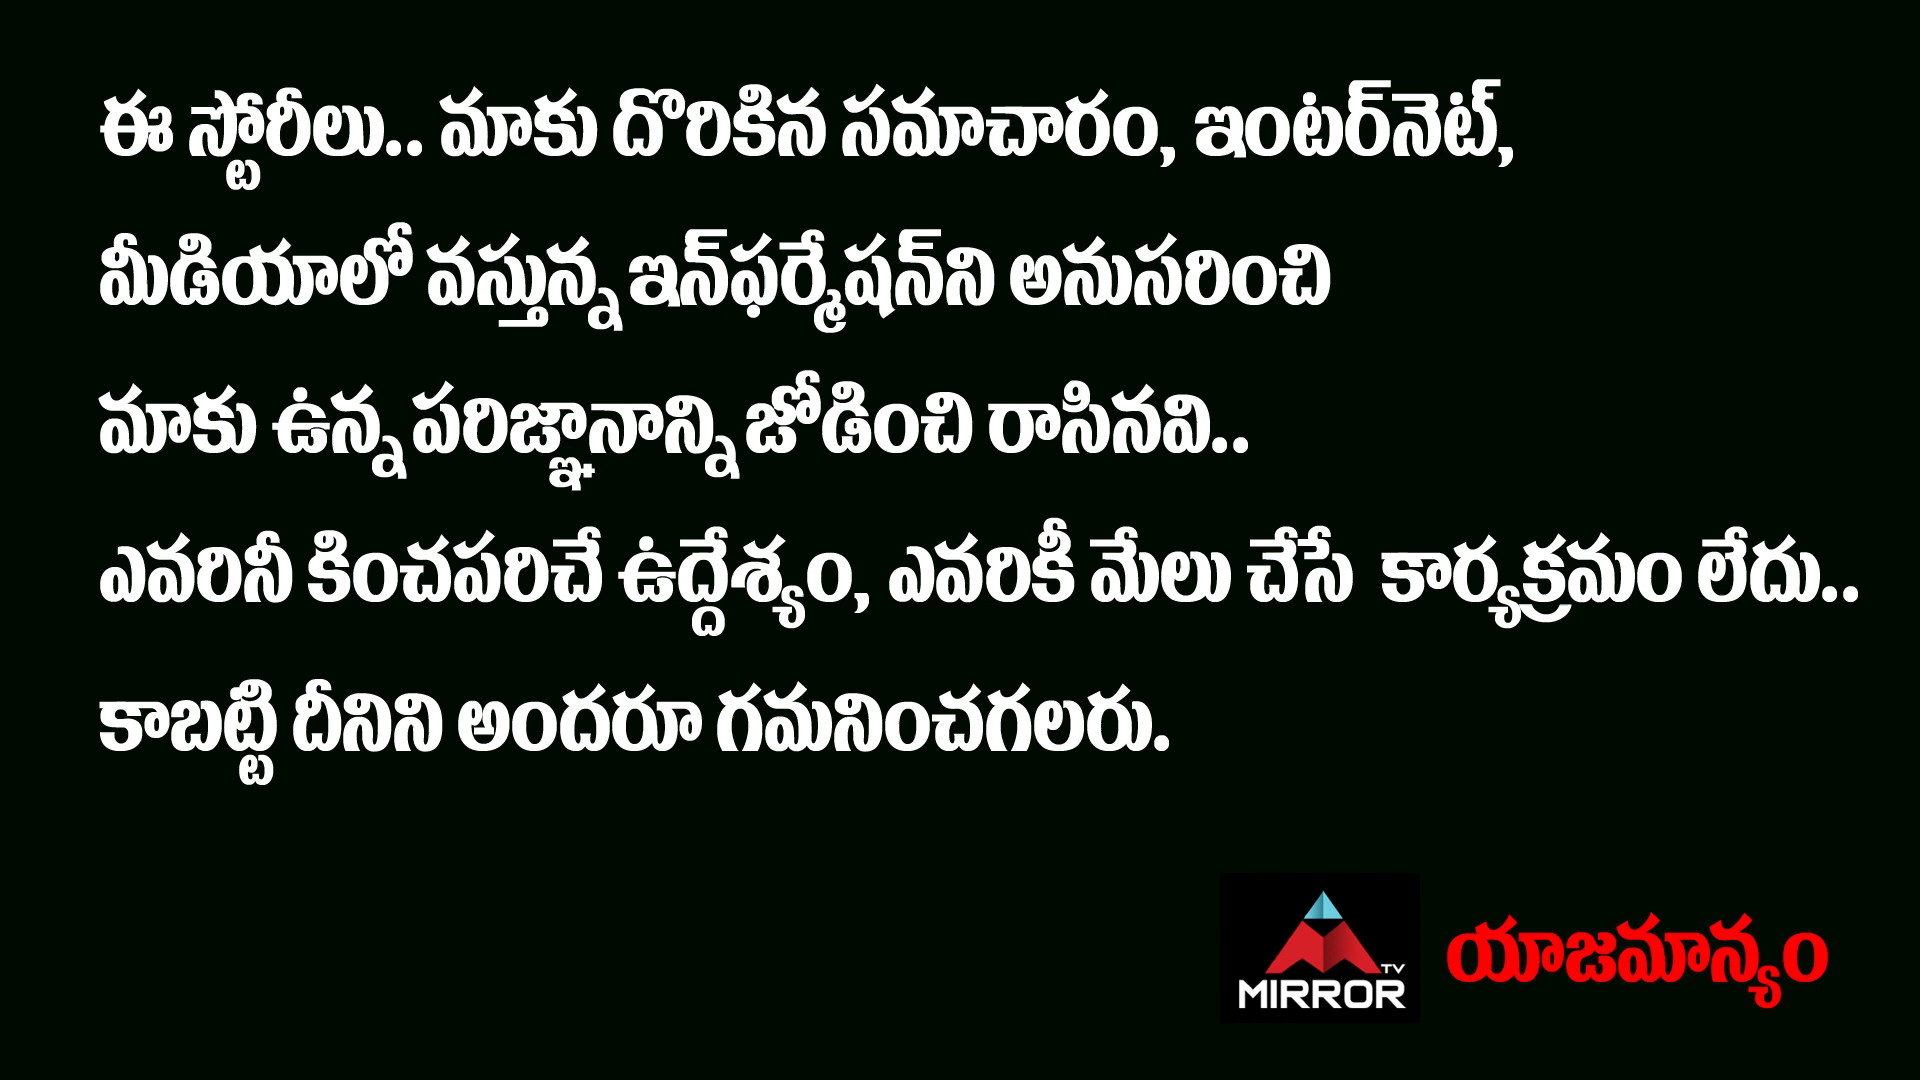 ఈ స్టోరీలు.. మాకు దొరికిన సమాచారం, ఇంటర్‌నెట్,
మీడియాలో వస్తున్న ఇన్‌ఫర్మేషన్‌ని అనుసరించి
మాకు ఉన్న పరిజ్ఞానాన్ని జోడించి రాసినవి..
ఎవరినీ కించపరిచే ఉద్దేశ్యం, ఎవరికీ మేలు చేసే కార్యక్రమం లేదు..
కాబట్టి దీనిని అందరూ గమనించగలరు.
TV
MIRROR
యాజమాన్యం